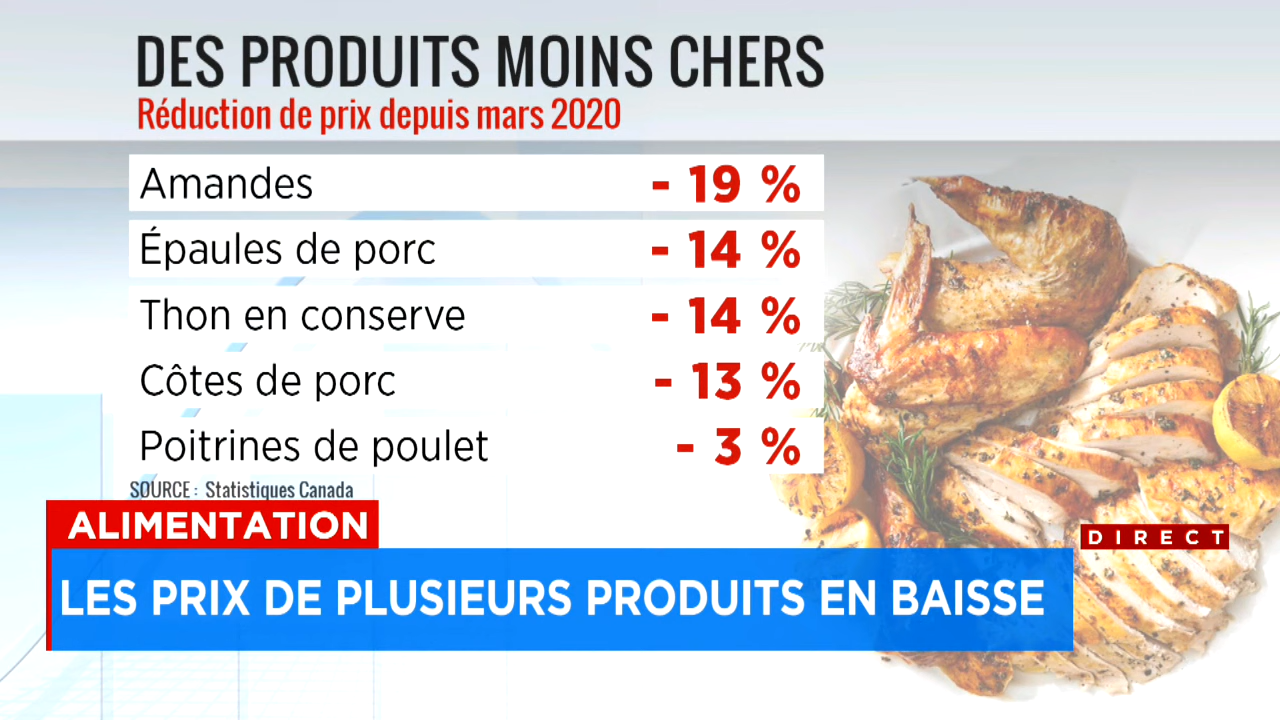 DES PRODUITS MOINS CHERS
Réduction de prix depuis mars 2020
Amandes - 19 %
Épaules de porc - 14 %
Thon en conserve - 14 %
Côtes de porc - 13 %
Poitrines de poulet - 3 %
SOURCE : Statistiques Canada
ALIMENTATION
DIRECT
LES PRIX DE PLUSIEURS PRODUITS EN BAISSE